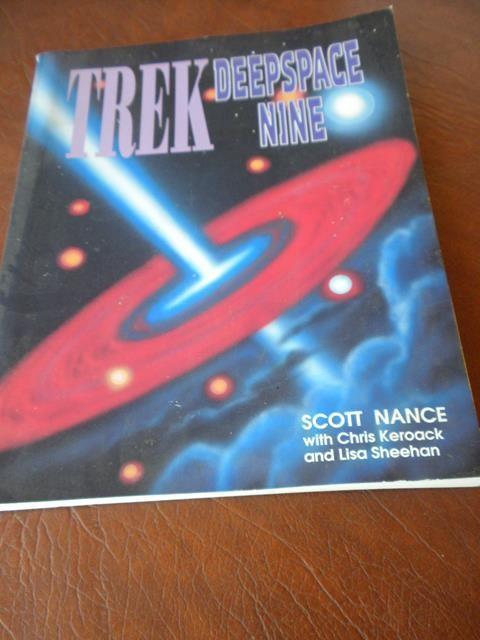 TREK
DEEPSPACE
NINE
SCOTT NANCE
with Chris Keroack
and Lisa Sheehan